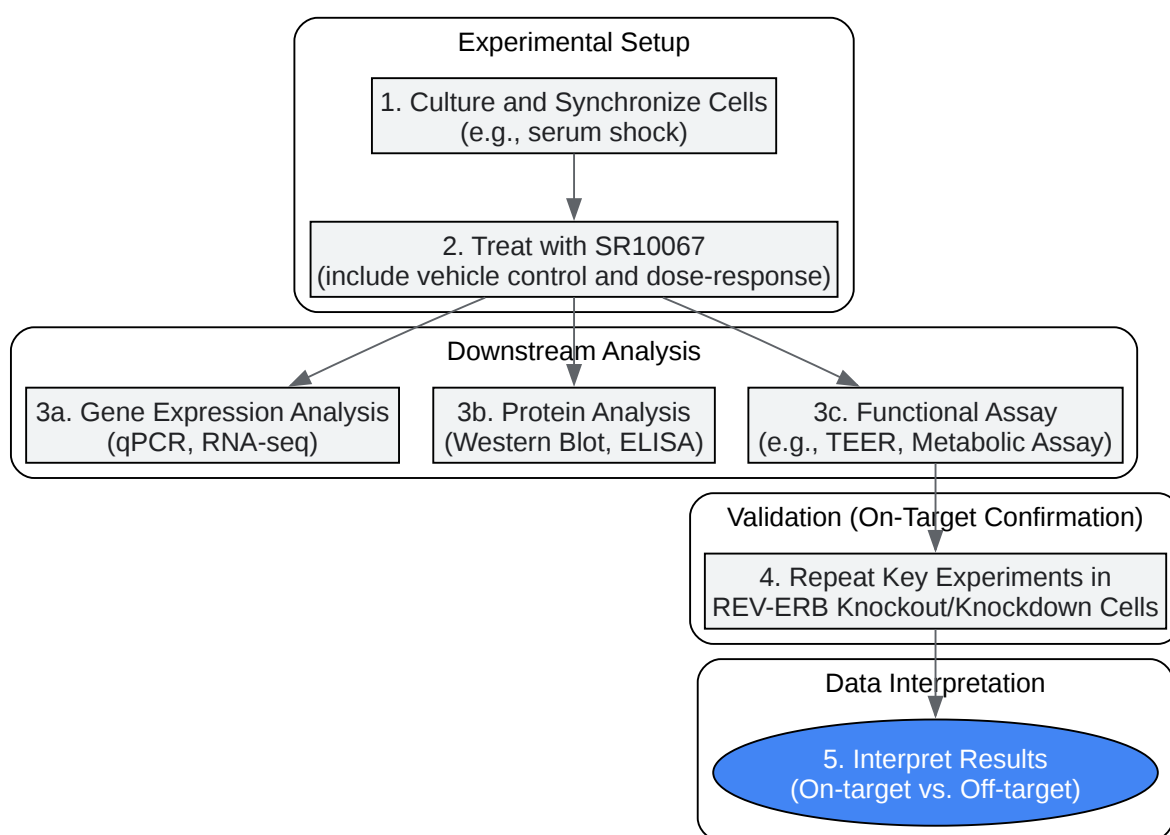 Experimental Setup
1. Culture and Synchronize Cells
(e.g., serum shock)
2. Treat with SR10067
(include vehicle control and dose-response)
Downstream Analysis
3a. Gene Expression Analysis
(qPCR, RNA-seq)
3b. Protein Analysis
(Western Blot, ELISA)
3c. Functional Assay
(e.g., TEER, Metabolic Assay)
Validation (On-Target Confirmation)
4. Repeat Key Experiments in
REV-ERB Knockout/Knockdown Cells
Data Interpretation
5. Interpret Results
(On-target vs. Off-target)